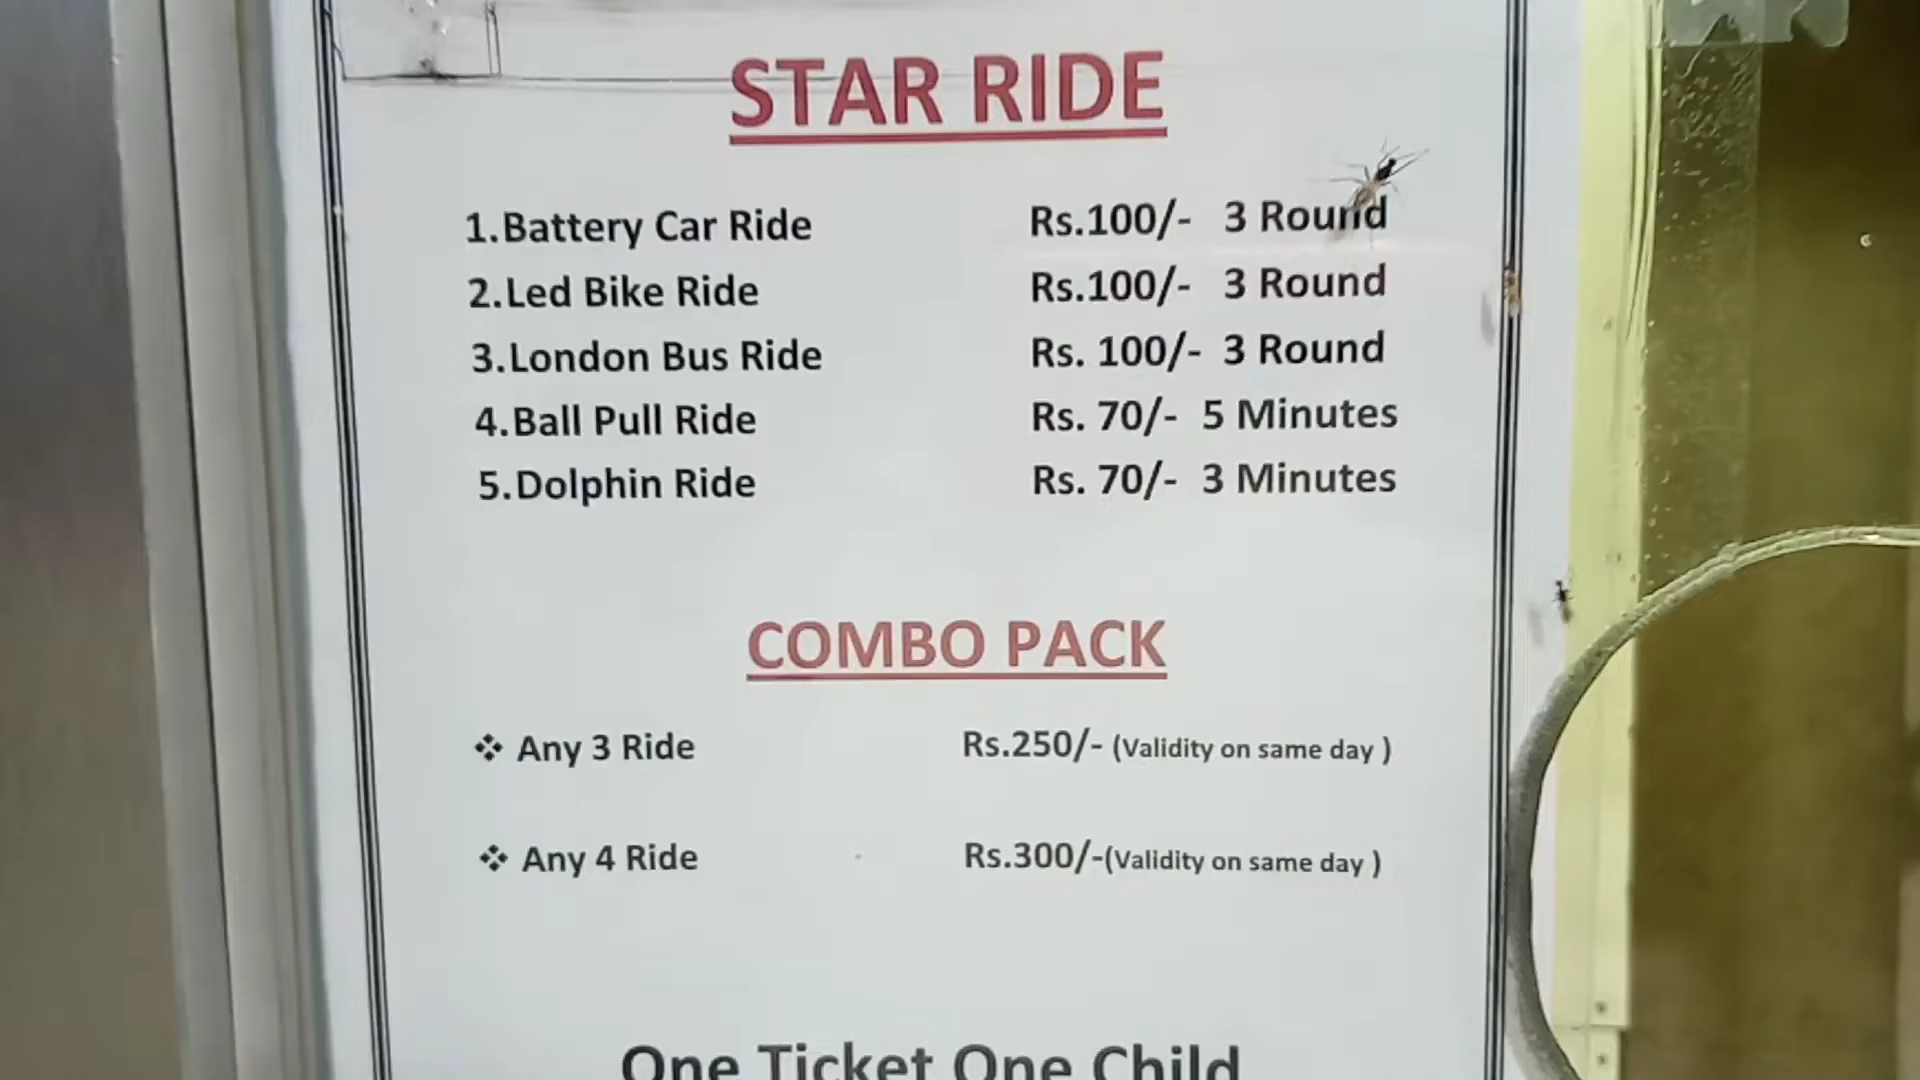 STAR RIDE
1.Battery Car Ride Rs.100/- 3 Round
2.Led Bike Ride Rs.100/- 3 Round
3.London Bus Ride Rs. 100/- 3 Round
4.Ball Pull Ride Rs. 70/- 5 Minutes
5.Dolphin Ride Rs. 70/- 3 Minutes
COMBO PACK
❖ Any 3 Ride Rs.250/- (Validity on same day )
❖ Any 4 Ride Rs.300/-(Validity on same day )
One Ticket One Child